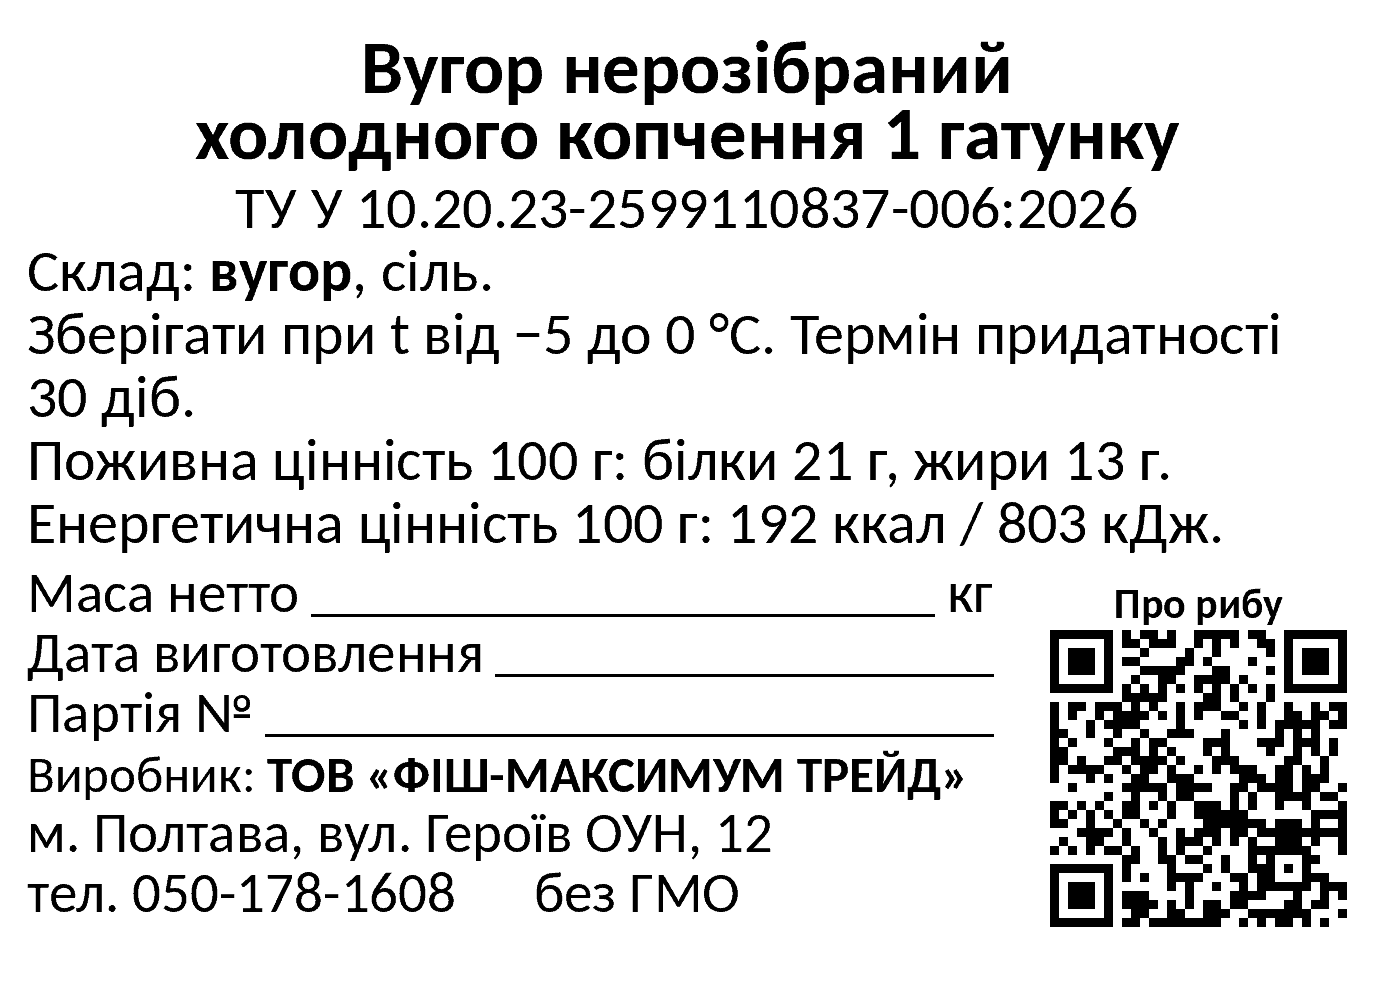 Вугор нерозібраний
холодного копчення 1 гатунку
ТУ У 10.20.23-2599110837-006:2026
Склад: вугор, сіль.
Зберігати при t від −5 до 0 °С. Термін придатності
30 діб.
Поживна цінність 100 г: білки 21 г, жири 13 г.
Енергетична цінність 100 г: 192 ккал / 803 кДж.
Маса нетто ______________________ кг
Дата виготовлення __________________
Партія № __________________________
Про рибу
Виробник: ТОВ «ФІШ-МАКСИМУМ ТРЕЙД»
м. Полтава, вул. Героїв ОУН, 12
тел. 050-178-1608 без ГМО